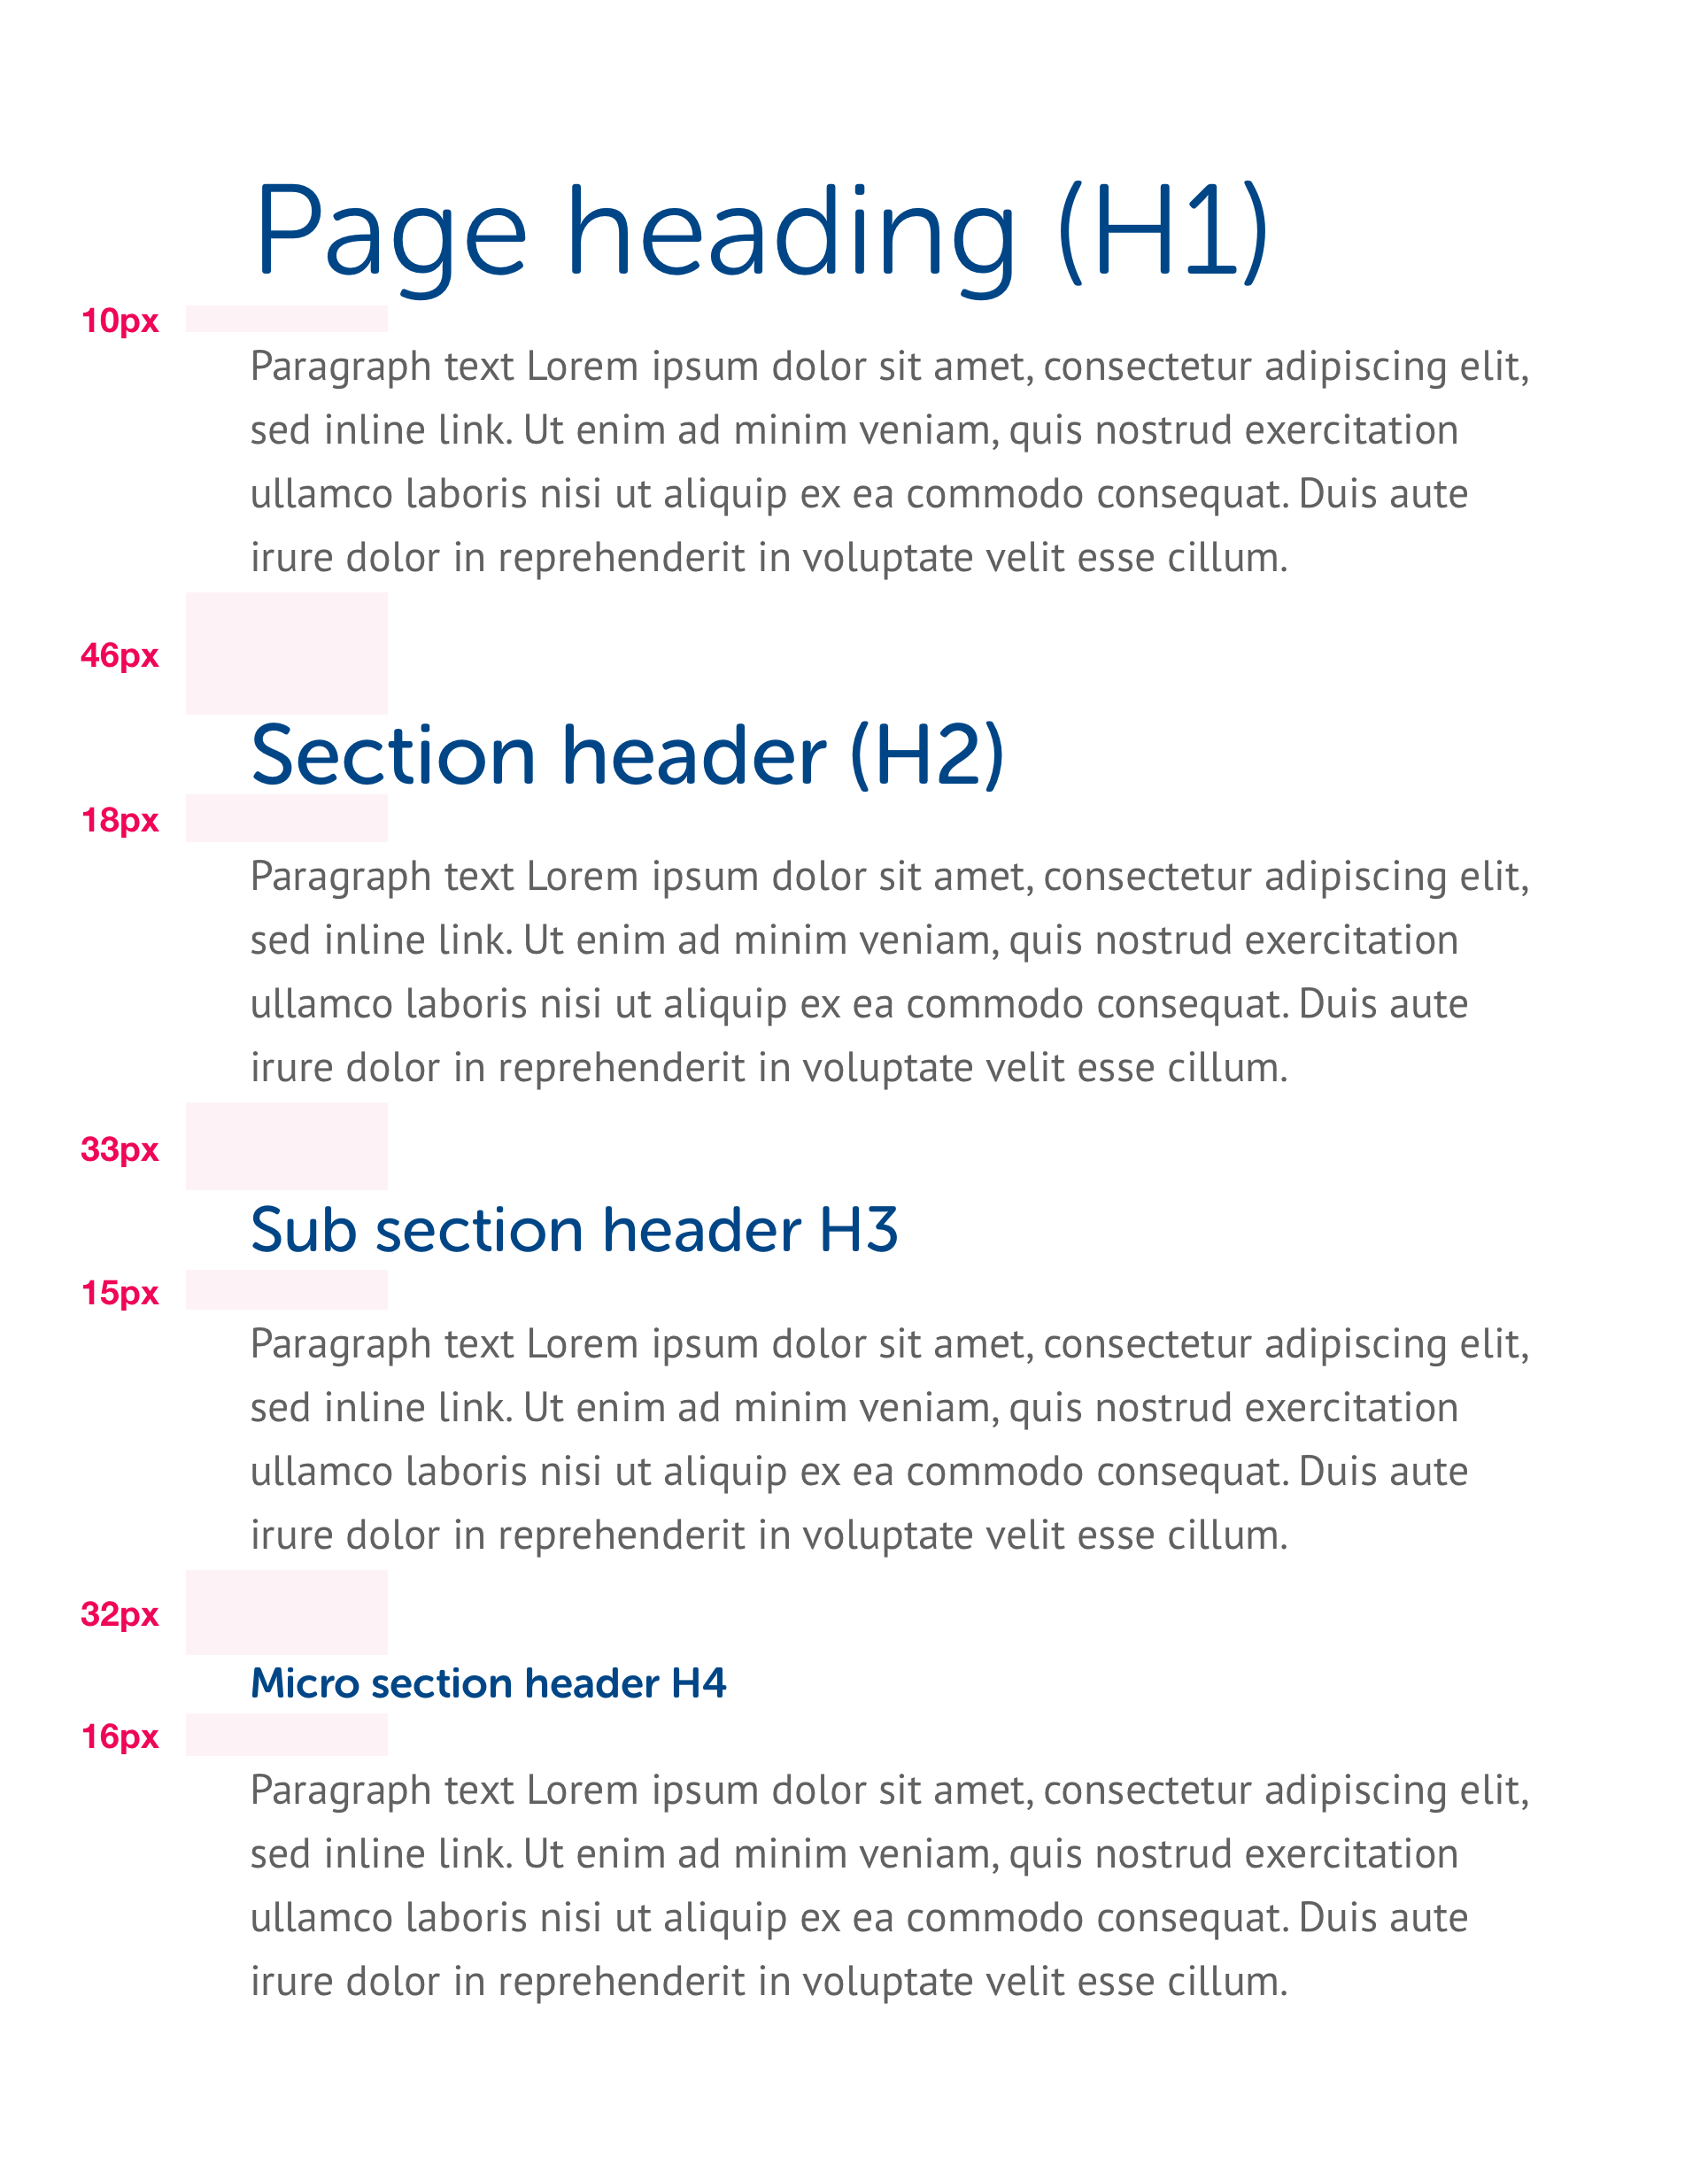 Page heading (H1)
10px
Paragraph text Lorem ipsum dolor sit amet, consectetur adipiscing elit,
sed inline link. Ut enim ad minim veniam, quis nostrud exercitation
ullamco laboris nisi ut aliquip ex ea commodo consequat. Duis aute
irure dolor in reprehenderit in voluptate velit esse cillum.
46px
Section header (H2)
18px
Paragraph text Lorem ipsum dolor sit amet, consectetur adipiscing elit,
sed inline link. Ut enim ad minim veniam, quis nostrud exercitation
ullamco laboris nisi ut aliquip ex ea commodo consequat. Duis aute
irure dolor in reprehenderit in voluptate velit esse cillum.
33px
Sub section header H3
15px
Paragraph text Lorem ipsum dolor sit amet, consectetur adipiscing elit,
sed inline link. Ut enim ad minim veniam, quis nostrud exercitation
ullamco laboris nisi ut aliquip ex ea commodo consequat. Duis aute
irure dolor in reprehenderit in voluptate velit esse cillum.
32px
Micro section header H4
16px
Paragraph text Lorem ipsum dolor sit amet, consectetur adipiscing elit,
sed inline link. Ut enim ad minim veniam, quis nostrud exercitation
ullamco laboris nisi ut aliquip ex ea commodo consequat. Duis aute
irure dolor in reprehenderit in voluptate velit esse cillum.